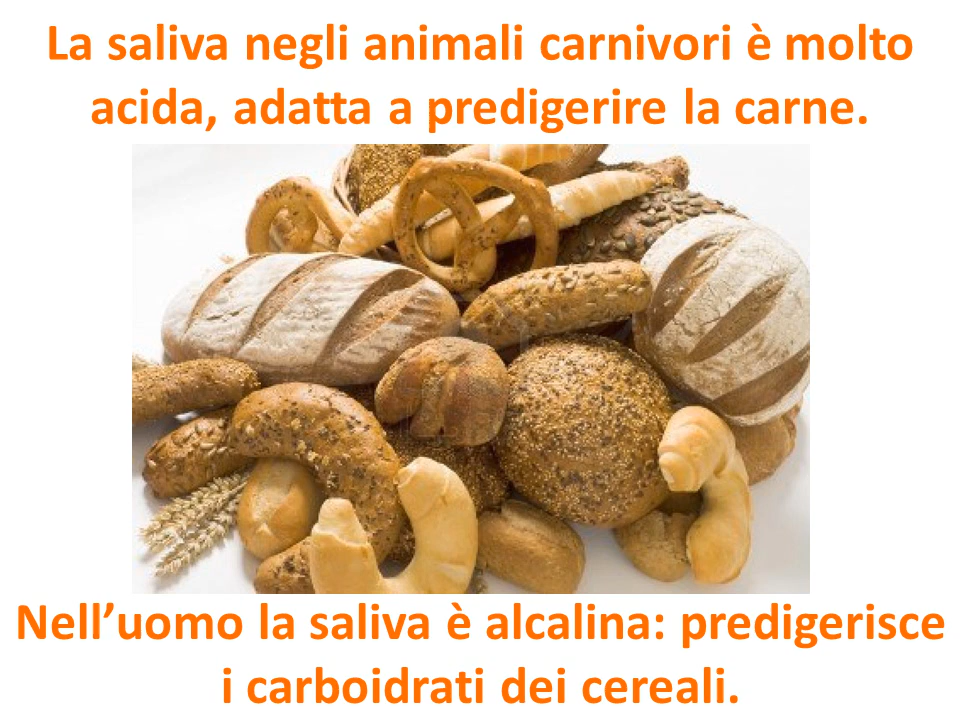 La saliva negli animali carnivori è molto
acida, adatta a predigerire la carne.
Nell’uomo la saliva è alcalina: predigerisce
i carboidrati dei cereali.